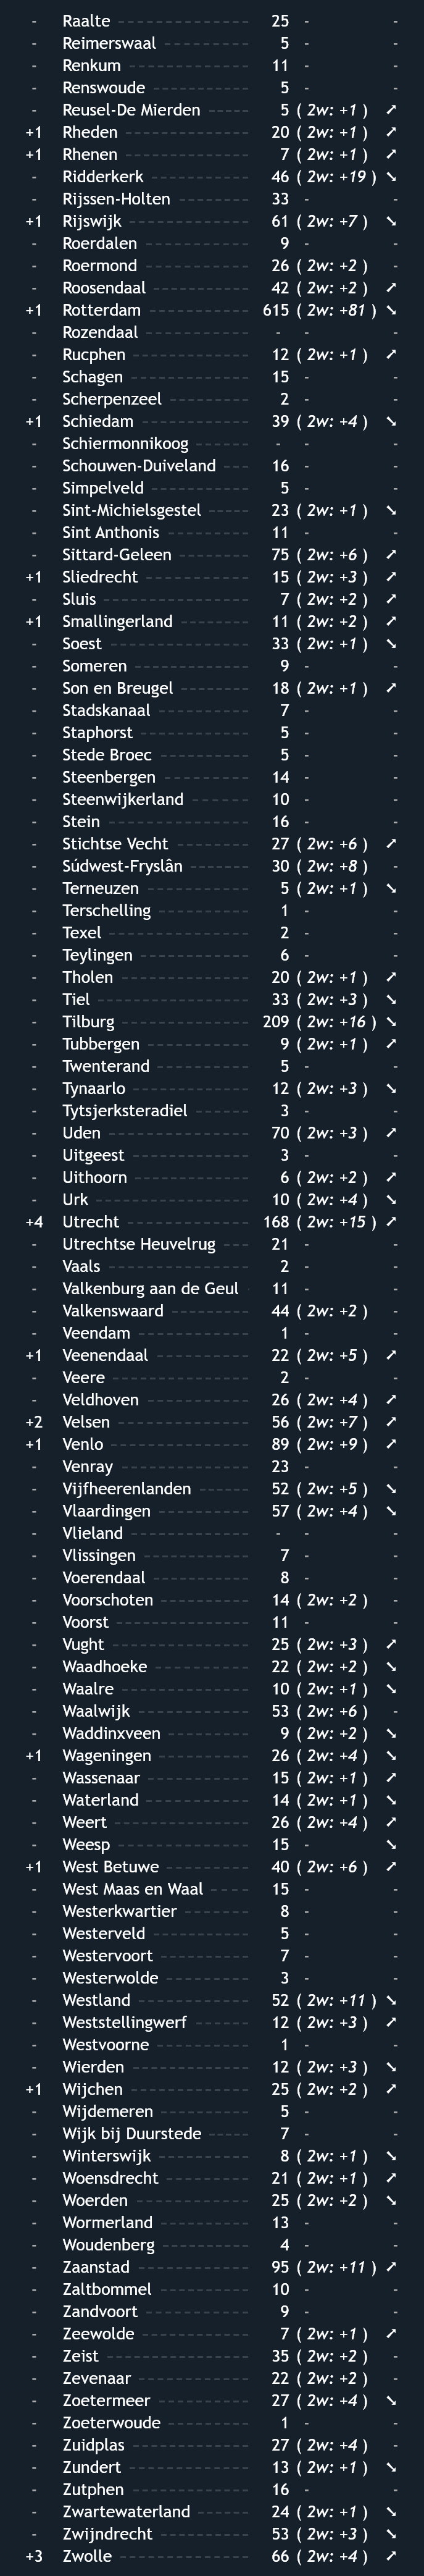 - Raalte 25 - -
- Reimerswaal 5 - -
- Renkum 11 - -
- Renswoude 5 - -
- Reusel-De Mierden 5 ( 2w: +1 ) ↗
+1 Rheden 20 ( 2w: +1 ) ↗
+1 Rhenen 7 ( 2w: +1 ) ↗
- Ridderkerk 46 ( 2w: +19 ) ↘
- Rijssen-Holten 33 - -
+1 Rijswijk 61 ( 2w: +7 ) ↘
- Roerdalen 9 - -
- Roermond 26 ( 2w: +2 ) -
- Roosendaal 42 ( 2w: +2 ) ↗
+1 Rotterdam 615 ( 2w: +81 ) ↘
- Rozendaal - - -
- Rucphen 12 ( 2w: +1 ) ↗
- Schagen 15 - -
- Scherpenzeel 2 - -
+1 Schiedam 39 ( 2w: +4 ) ↘
- Schiermonnikoog - - -
- Schouwen-Duiveland 16 - -
- Simpelveld 5 - -
- Sint-Michielsgestel 23 ( 2w: +1 ) ↘
- Sint Anthonis 11 - -
- Sittard-Geleen 75 ( 2w: +6 ) ↗
+1 Sliedrecht 15 ( 2w: +3 ) ↗
- Sluis 7 ( 2w: +2 ) ↗
+1 Smallingerland 11 ( 2w: +2 ) ↗
- Soest 33 ( 2w: +1 ) ↘
- Someren 9 - -
- Son en Breugel 18 ( 2w: +1 ) ↗
- Stadskanaal 7 - -
- Staphorst 5 - -
- Stede Broec 5 - -
- Steenbergen 14 - -
- Steenwijkerland 10 - -
- Stein 16 - -
- Stichtse Vecht 27 ( 2w: +6 ) ↗
- Súdwest-Fryslân 30 ( 2w: +8 ) -
- Terneuzen 5 ( 2w: +1 ) ↘
- Terschelling 1 - -
- Texel 2 - -
- Teylingen 6 - -
- Tholen 20 ( 2w: +1 ) ↗
- Tiel 33 ( 2w: +3 ) ↘
- Tilburg 209 ( 2w: +16 ) ↘
- Tubbergen 9 ( 2w: +1 ) ↗
- Twenterand 5 - -
- Tynaarlo 12 ( 2w: +3 ) ↘
- Tytsjerksteradiel 3 - -
- Uden 70 ( 2w: +3 ) ↗
- Uitgeest 3 - -
- Uithoorn 6 ( 2w: +2 ) ↗
- Urk 10 ( 2w: +4 ) ↘
+4 Utrecht 168 ( 2w: +15 ) ↗
- Utrechtse Heuvelrug 21 - -
- Vaals 2 - -
- Valkenburg aan de Geul 11 - -
- Valkenswaard 44 ( 2w: +2 ) -
- Veendam 1 - -
+1 Veenendaal 22 ( 2w: +5 ) ↗
- Veere 2 - -
- Veldhoven 26 ( 2w: +4 ) ↗
+2 Velsen 56 ( 2w: +7 ) ↗
+1 Venlo 89 ( 2w: +9 ) ↗
- Venray 23 - -
- Vijfheerenlanden 52 ( 2w: +5 ) ↘
- Vlaardingen 57 ( 2w: +4 ) ↘
- Vlieland - - -
- Vlissingen 7 - -
- Voerendaal 8 - -
- Voorschoten 14 ( 2w: +2 ) -
- Voorst 11 - -
- Vught 25 ( 2w: +3 ) ↗
- Waadhoeke 22 ( 2w: +2 ) ↘
- Waalre 10 ( 2w: +1 ) ↘
- Waalwijk 53 ( 2w: +6 ) -
- Waddinxveen 9 ( 2w: +2 ) ↘
+1 Wageningen 26 ( 2w: +4 ) ↘
- Wassenaar 15 ( 2w: +1 ) ↗
- Waterland 14 ( 2w: +1 ) ↘
- Weert 26 ( 2w: +4 ) ↗
- Weesp 15 - ↘
+1 West Betuwe 40 ( 2w: +6 ) ↗
- West Maas en Waal 15 - -
- Westerkwartier 8 - -
- Westerveld 5 - -
- Westervoort 7 - -
- Westerwolde 3 - -
- Westland 52 ( 2w: +11 ) ↘
- Weststellingwerf 12 ( 2w: +3 ) ↗
- Westvoorne 1 - -
- Wierden 12 ( 2w: +3 ) ↘
+1 Wijchen 25 ( 2w: +2 ) ↗
- Wijdemeren 5 - -
- Wijk bij Duurstede 7 - -
- Winterswijk 8 ( 2w: +1 ) ↘
- Woensdrecht 21 ( 2w: +1 ) ↗
- Woerden 25 ( 2w: +2 ) ↘
- Wormerland 13 - -
- Woudenberg 4 - -
- Zaanstad 95 ( 2w: +11 ) ↗
- Zaltbommel 10 - -
- Zandvoort 9 - -
- Zeewolde 7 ( 2w: +1 ) ↗
- Zeist 35 ( 2w: +2 ) -
- Zevenaar 22 ( 2w: +2 ) -
- Zoetermeer 27 ( 2w: +4 ) ↘
- Zoeterwoude 1 - -
- Zuidplas 27 ( 2w: +4 ) -
- Zundert 13 ( 2w: +1 ) ↘
- Zutphen 16 - -
- Zwartewaterland 24 ( 2w: +1 ) ↘
- Zwijndrecht 53 ( 2w: +3 ) ↘
+3 Zwolle 66 ( 2w: +4 ) ↗